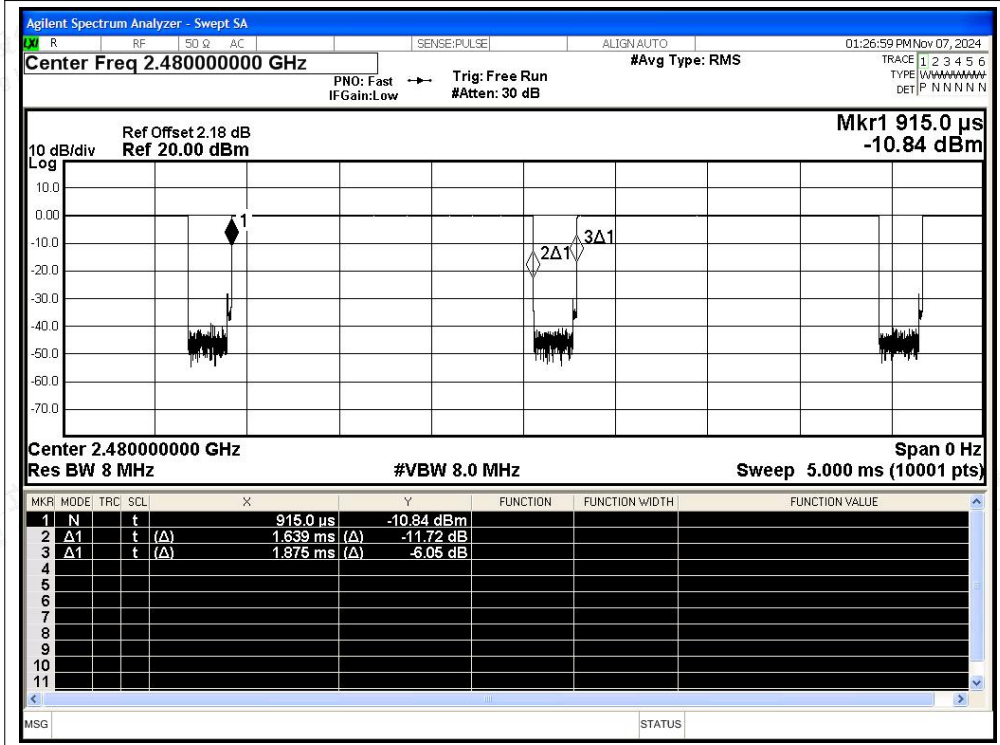 Agilent Spectrum Analyzer - Swept SA
LXI R RF 50 Ω AC SENSE:PULSE ALIGN AUTO 01:26:59 PM Nov 07, 2024
Center Freq 2.480000000 GHz
PNO: Fast
IFGain:Low
Trig: Free Run
#Atten: 30 dB
#Avg Type: RMS
TRACE 1 2 3 4 5 6
TYPE W
DET P N N N N N
Mkr1 915.0 µs
-10.84 dBm
Ref Offset 2.18 dB
10 dB/div Ref 20.00 dBm
Log
10.0
0.00
-10.0
-20.0
-30.0
-40.0
-50.0
-60.0
-70.0
1
2Δ1
3Δ1
Center 2.480000000 GHz Span 0 Hz
Res BW 8 MHz #VBW 8.0 MHz Sweep 5.000 ms (10001 pts)
MKR MODE TRC SCL X Y FUNCTION FUNCTION WIDTH FUNCTION VALUE
1 N t 915.0 µs -10.84 dBm
2 Δ1 t (Δ) 1.639 ms (Δ) -11.72 dB
3 Δ1 t (Δ) 1.875 ms (Δ) -6.05 dB
4
5
6
7
8
9
10
11
MSG STATUS